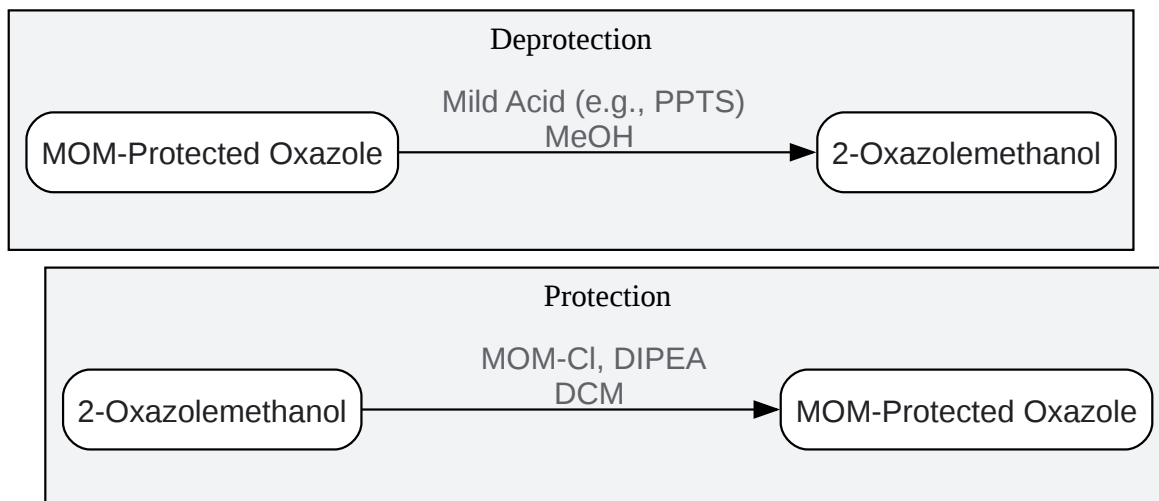 Deprotection
Mild Acid (e.g., PPTS)
MeOH
MOM-Protected Oxazole
2-Oxazolemethanol
Protection
MOM-Cl, DIPEA
DCM
2-Oxazolemethanol
MOM-Protected Oxazole